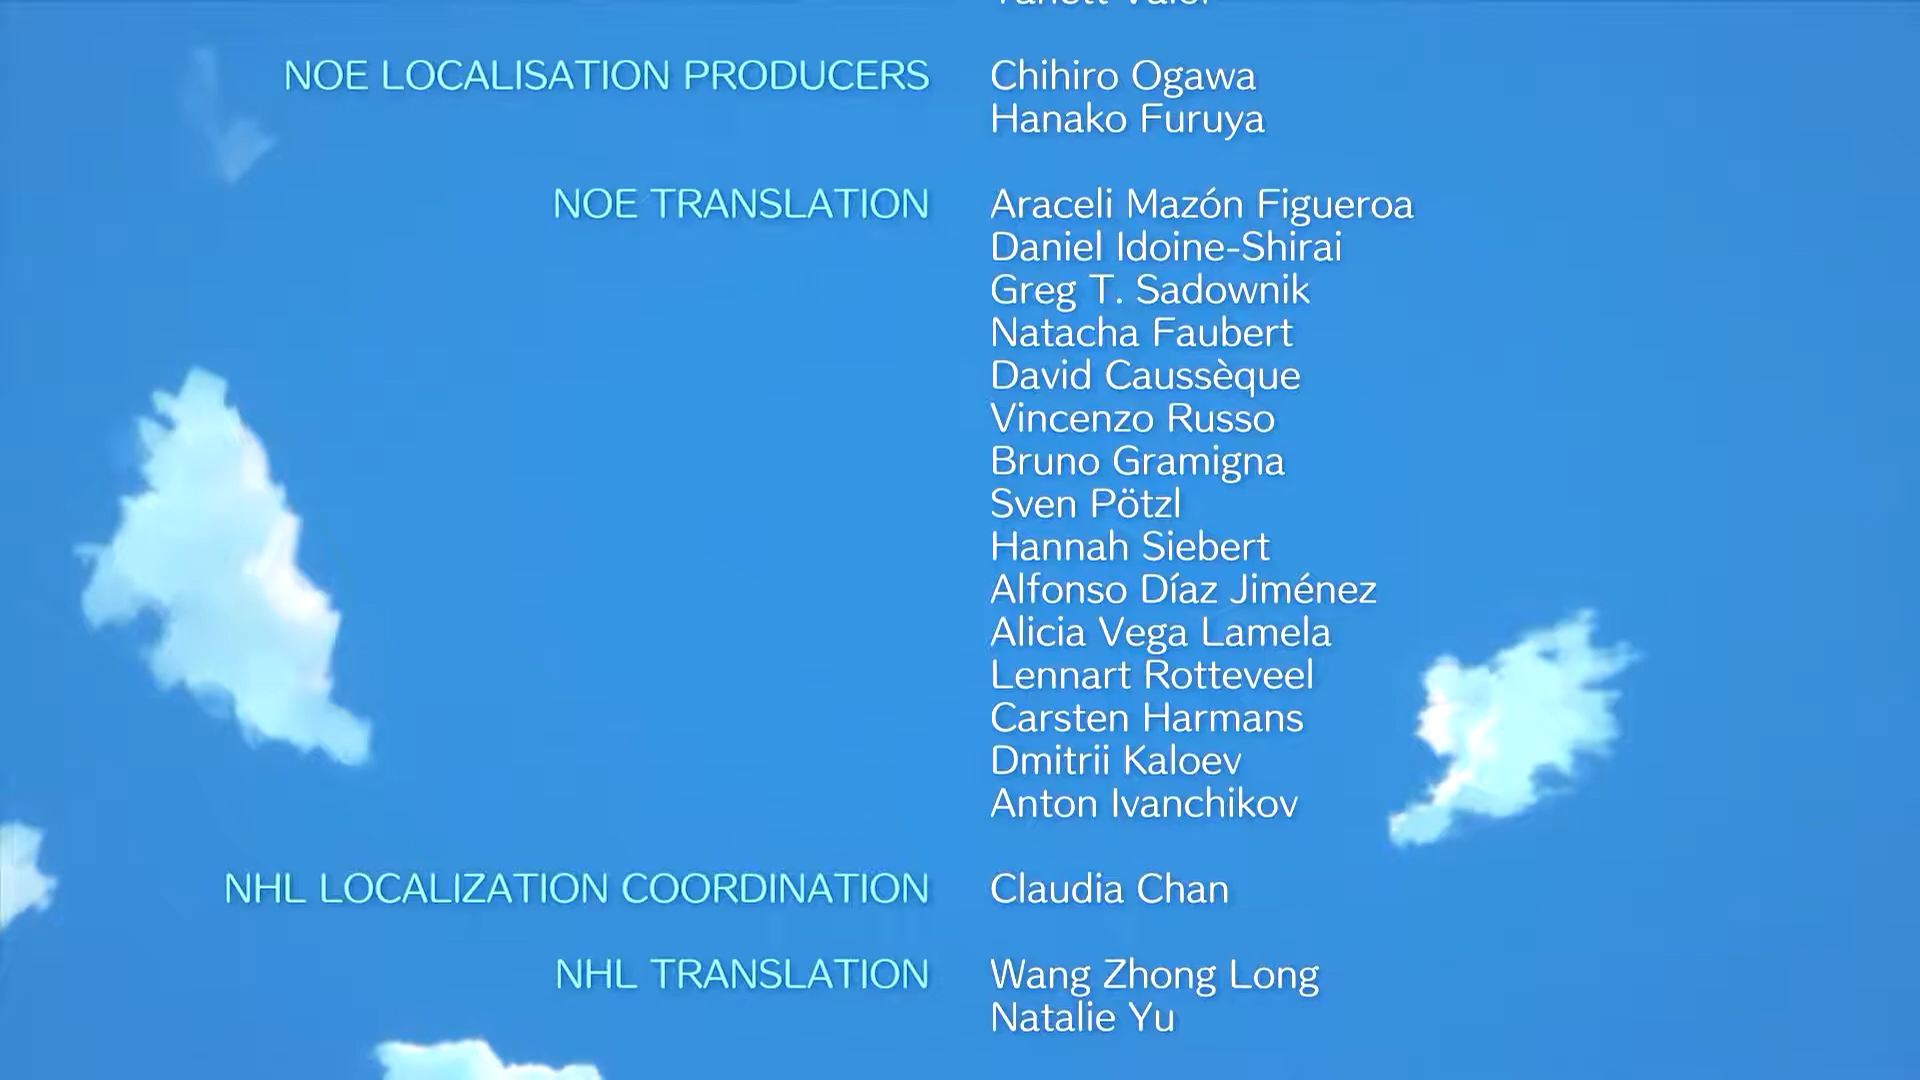 NOE LOCALISATION PRODUCERS Chihiro Ogawa
Hanako Furuya
NOE TRANSLATION Araceli Mazón Figueroa
Daniel Idoine-Shirai
Greg T. Sadownik
Natacha Faubert
David Caussèque
Vincenzo Russo
Bruno Gramigna
Sven Pötzl
Hannah Siebert
Alfonso Díaz Jiménez
Alicia Vega Lamela
Lennart Rotteveel
Carsten Harmans
Dmitrii Kaloev
Anton Ivanchikov
NHL LOCALIZATION COORDINATION Claudia Chan
NHL TRANSLATION Wang Zhong Long
Natalie Yu